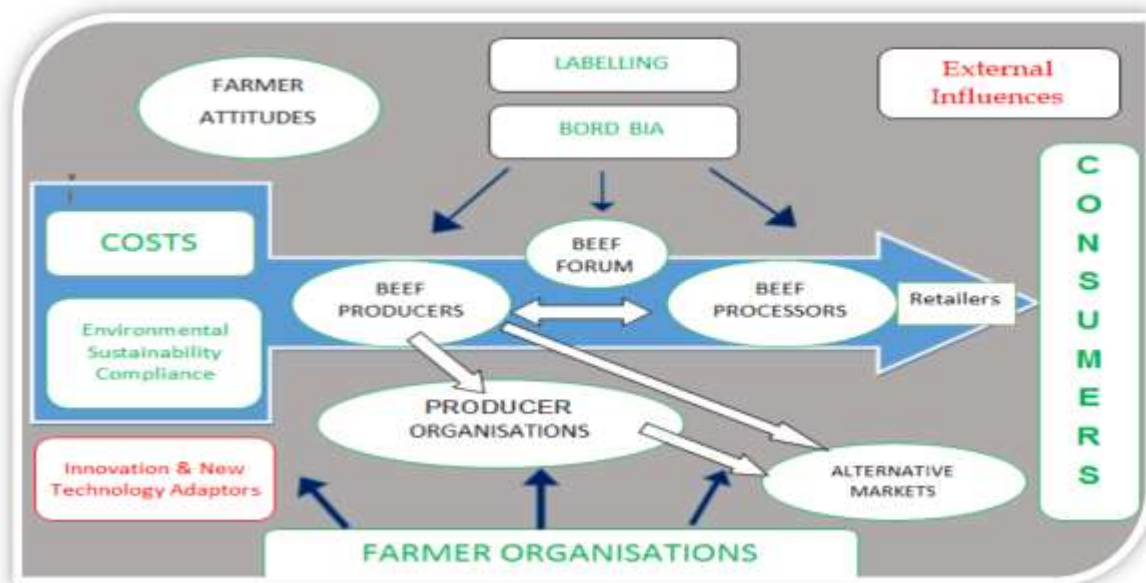 FARMER
ATTITUDES
LABELLING
BORD BIA
External
Influences
COSTS
Environmental
Sustainability
Compliance
BEEF
FORUM
BEEF
PRODUCERS
BEEF
PROCESSORS
Retailers
CONSUMERS
PRODUCER
ORGANISATIONS
Innovation & New
Technology Adaptors
ALTERNATIVE
MARKETS
FARMER ORGANISATIONS